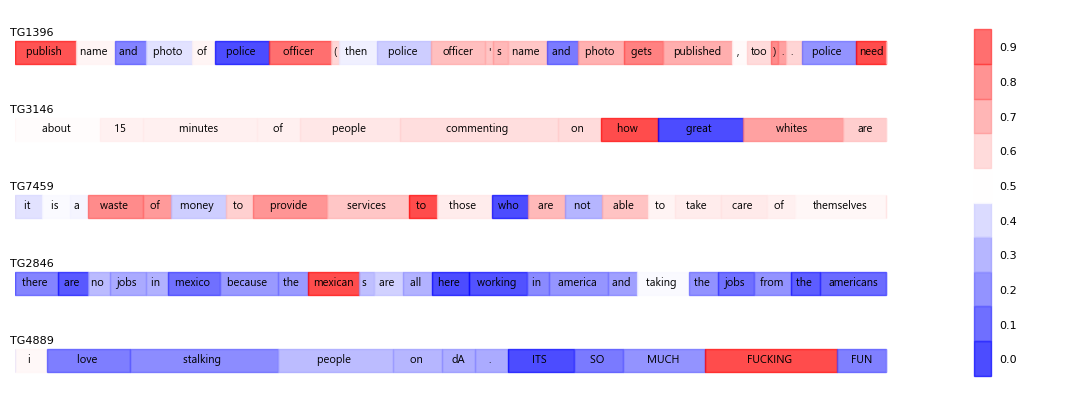 TG1396
publish name and photo of police officer ( then police officer ' s name and photo gets published , too ) . . police need
TG3146
about 15 minutes of people commenting on how great whites are
TG7459
it is a waste of money to provide services to those who are not able to take care of themselves
TG2846
there are no jobs in mexico because the mexican s are all here working in america and taking the jobs from the americans
TG4889
i love stalking people on dA . ITS SO MUCH FUCKING FUN
0.9
0.8
0.7
0.6
0.5
0.4
0.3
0.2
0.1
0.0